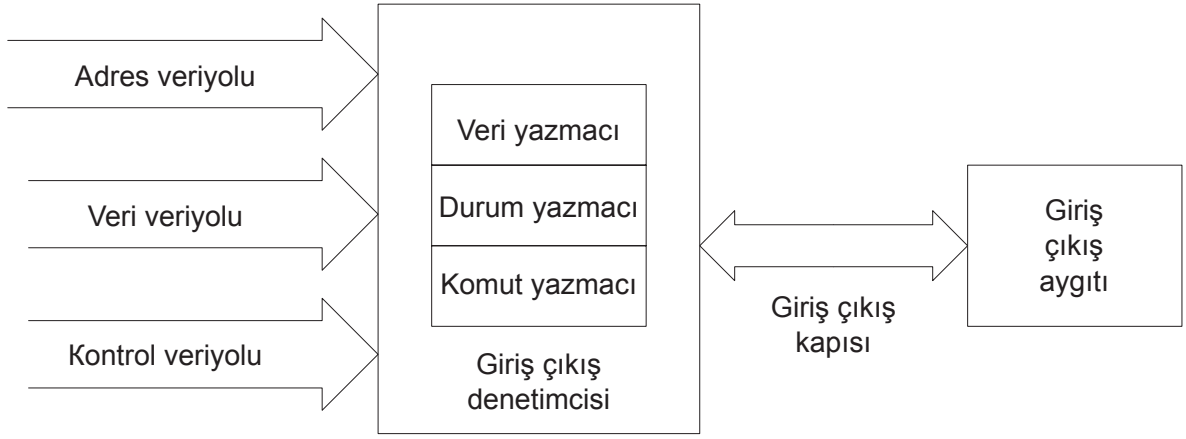 Adres veriyolu
Veri veriyolu
Kontrol veriyolu
Veri yazmacı
Durum yazmacı
Komut yazmacı
Giriş çıkış
denetimcisi
Giriş çıkış
kapısı
Giriş
çıkış
aygıtı